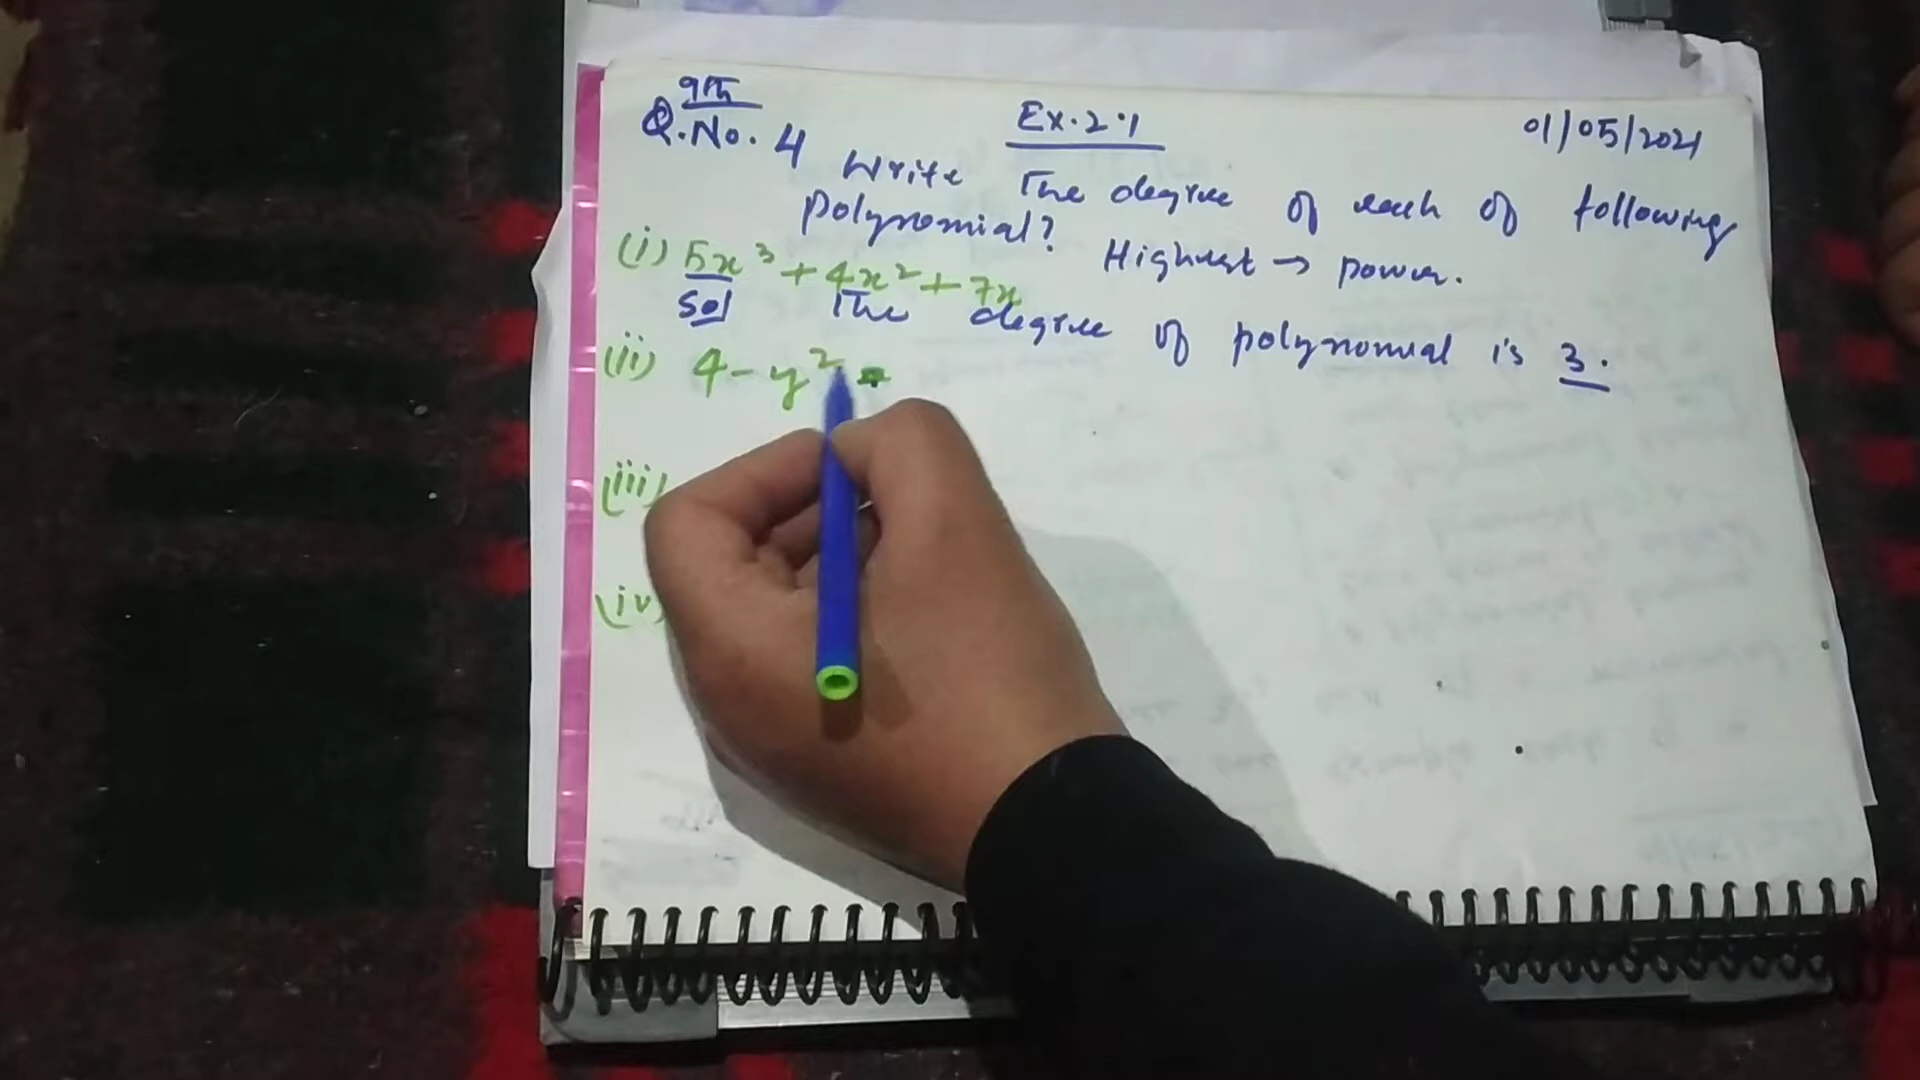 9th
Ex.2.1
01/05/2021
Q.No. 4 Write The degree of each of following
polynomial? Highest → power.
(i) 5x³ + 4x² + 7x
Sol The degree of polynomial is 3.
(ii) 4 - y²
(iii)
(iv)